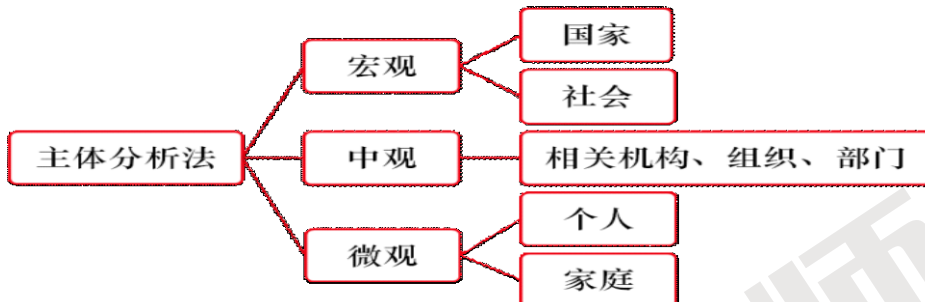 主体分析法
宏观
国家
社会
中观
相关机构、组织、部门
微观
个人
家庭
师